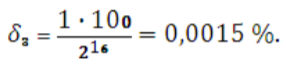 δ₃ = (1 · 100) / 2¹⁶ = 0,0015 %.